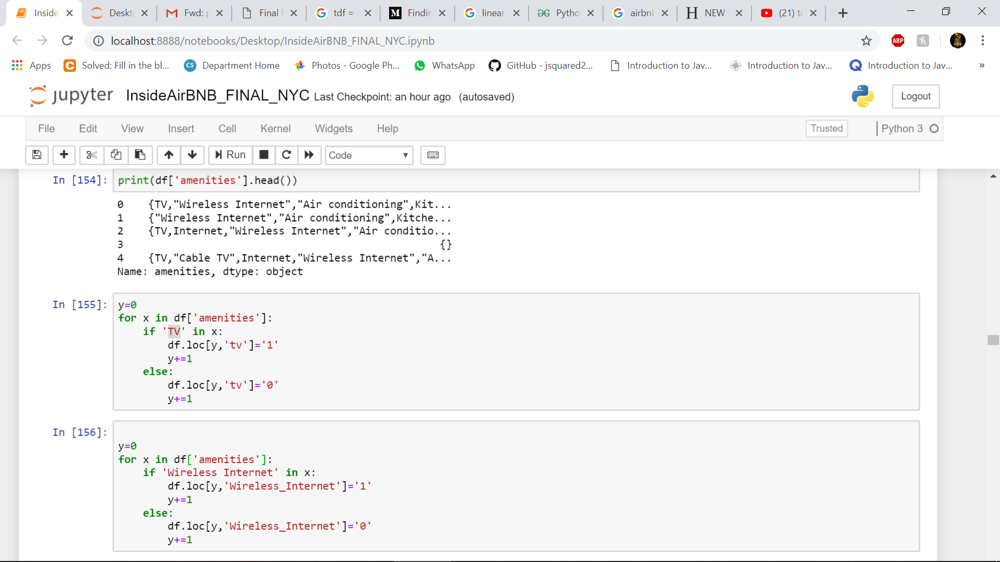 Inside
Deskt
Fwd: p
Final
tdf =
Findin
linear
Pytho
airbnb
NEW
(21) to
localhost:8888/notebooks/Desktop/InsideAirBNB_FINAL_NYC.ipynb
ABP
Apps
Solved: Fill in the bl...
CS
Department Home
Photos - Google Ph...
WhatsApp
GitHub - jsquared2...
Introduction to Jav...
Introduction to Jav...
Introduction to Jav...
»
jupyter InsideAirBNB_FINAL_NYC Last Checkpoint: an hour ago (autosaved)
Logout
File Edit View Insert Cell Kernel Widgets Help
Trusted
Python 3
Run
Code
In [154]: print(df['amenities'].head())
0    {TV,"Wireless Internet","Air conditioning",Kit...
1    {"Wireless Internet","Air conditioning",Kitche...
2    {TV,Internet,"Wireless Internet","Air conditio...
3                                                   {}
4    {TV,"Cable TV",Internet,"Wireless Internet","A...
Name: amenities, dtype: object
In [155]: y=0
for x in df['amenities']:
    if 'TV' in x:
        df.loc[y,'tv']='1'
        y+=1
    else:
        df.loc[y,'tv']='0'
        y+=1
In [156]:
y=0
for x in df['amenities']:
    if 'Wireless Internet' in x:
        df.loc[y,'Wireless_Internet']='1'
        y+=1
    else:
        df.loc[y,'Wireless_Internet']='0'
        y+=1